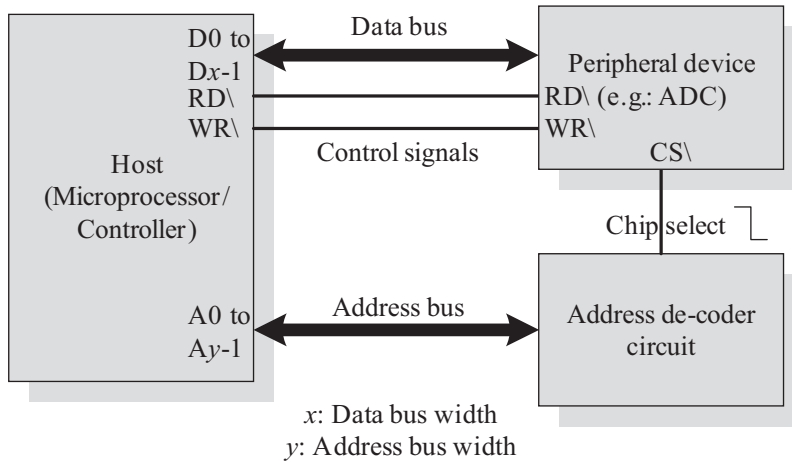 D0 to
Dx-1
RD\
WR\
Host
(Microprocessor/
Controller)
A0 to
Ay-1
Data bus
Control signals
Address bus
Peripheral device
RD\ (e.g.: ADC)
WR\
CS\
Chip select
Address de-coder
circuit
x: Data bus width
y: Address bus width